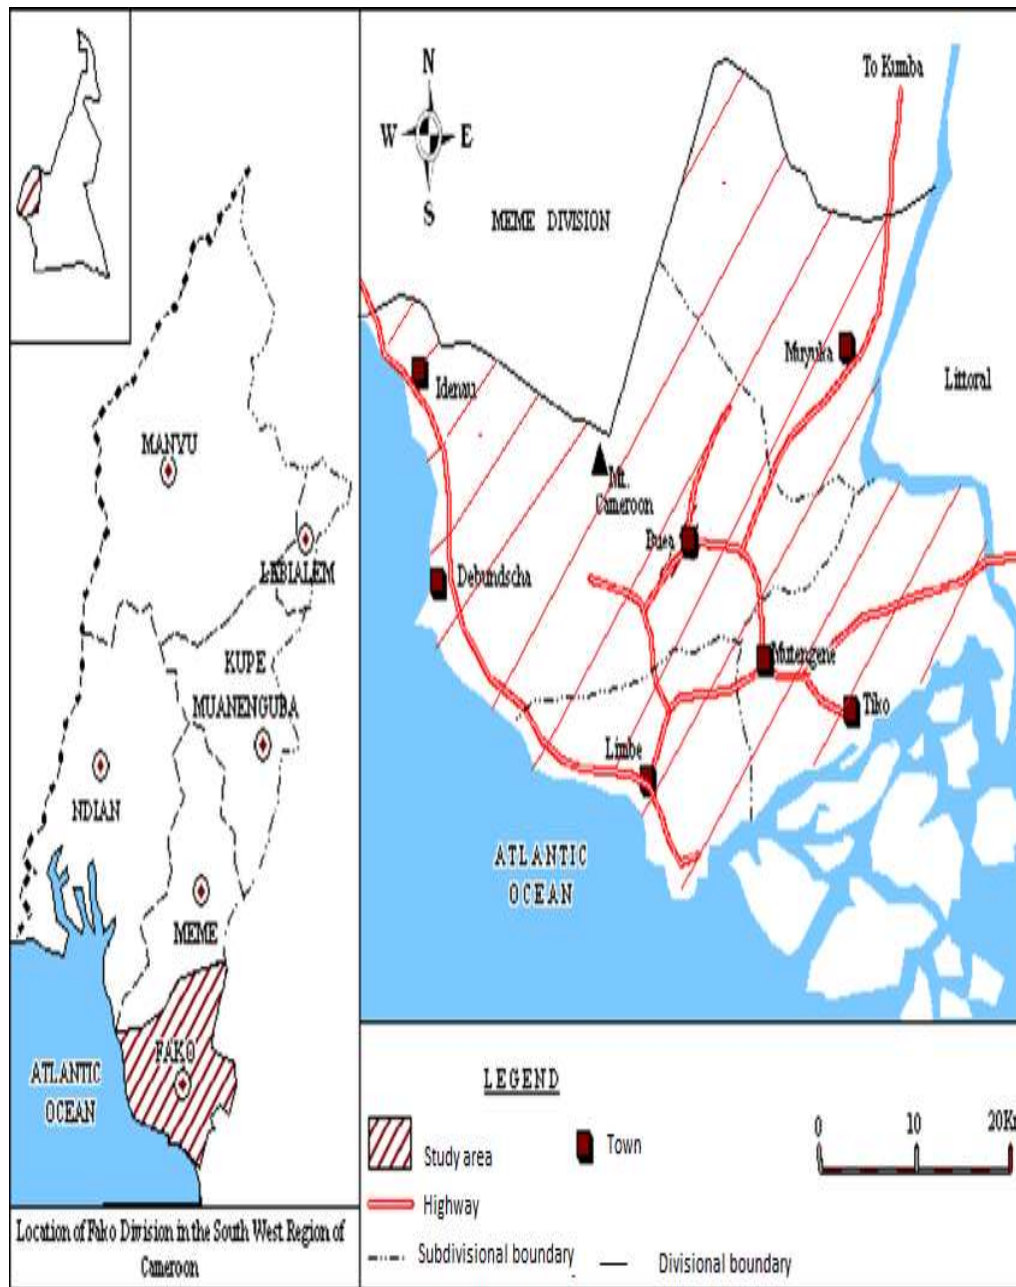 MANYU
LEBIALEM
KUPE
MUANENGUBA
NDIAN
MEME
FAKO
ATLANTIC
OCEAN
Location of Fako Division in the South West Region of
Cameroon
N
W E
S
To Kumba
MEME DIVISION
Muyuka
Littoral
Idenau
Mt.
Cameroon
Buea
Debundscha
Mutengene
Tiko
Limbe
ATLANTIC
OCEAN
LEGEND
Study area
Town
Highway
Subdivisional boundary
Divisional boundary
0 10 20Km